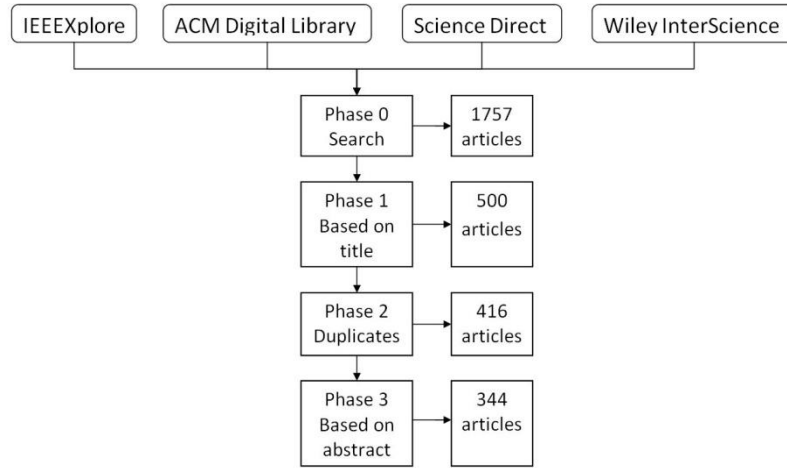 IEEEXplore
ACM Digital Library
Science Direct
Wiley InterScience
Phase 0
Search
1757
articles
Phase 1
Based on
title
500
articles
Phase 2
Duplicates
416
articles
Phase 3
Based on
abstract
344
articles